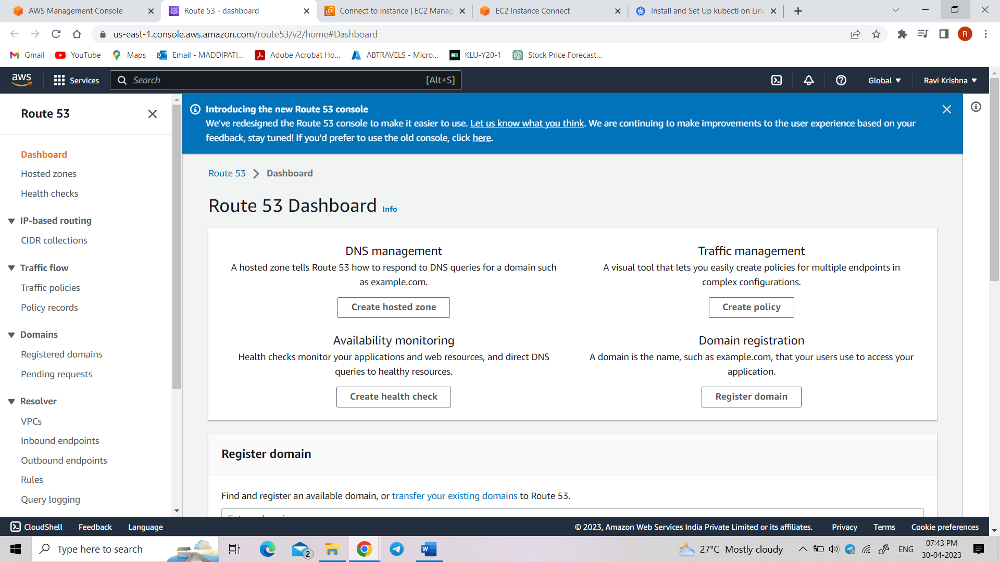 AWS Management Console
Route 53 - dashboard
Connect to instance | EC2 Manag
EC2 Instance Connect
Install and Set Up kubectl on Linu
us-east-1.console.aws.amazon.com/route53/v2/home#Dashboard
R
Gmail
YouTube
Maps
Email - MADDIPATI...
Adobe Acrobat Ho...
ABTRAVELS - Micro...
KLU-Y20-1
Stock Price Forecast...
aws
Services
Search
[Alt+S]
Global
Ravi Krishna
Route 53
Dashboard
Hosted zones
Health checks
IP-based routing
CIDR collections
Traffic flow
Traffic policies
Policy records
Domains
Registered domains
Pending requests
Resolver
VPCs
Inbound endpoints
Outbound endpoints
Rules
Query logging
Introducing the new Route 53 console
We've redesigned the Route 53 console to make it easier to use. Let us know what you think. We are continuing to make improvements to the user experience based on your
feedback, stay tuned! If you’d prefer to use the old console, click here.
Route 53
Dashboard
Route 53 Dashboard Info
DNS management
A hosted zone tells Route 53 how to respond to DNS queries for a domain such
as example.com.
Create hosted zone
Traffic management
A visual tool that lets you easily create policies for multiple endpoints in
complex configurations.
Create policy
Availability monitoring
Health checks monitor your applications and web resources, and direct DNS
queries to healthy resources.
Create health check
Domain registration
A domain is the name, such as example.com, that your users use to access your
application.
Register domain
Register domain
Find and register an available domain, or transfer your existing domains to Route 53.
CloudShell
Feedback
Language
© 2023, Amazon Web Services India Private Limited or its affiliates.
Privacy
Terms
Cookie preferences
Type here to search
2
27°C Mostly cloudy
ENG
07:43 PM
30-04-2023